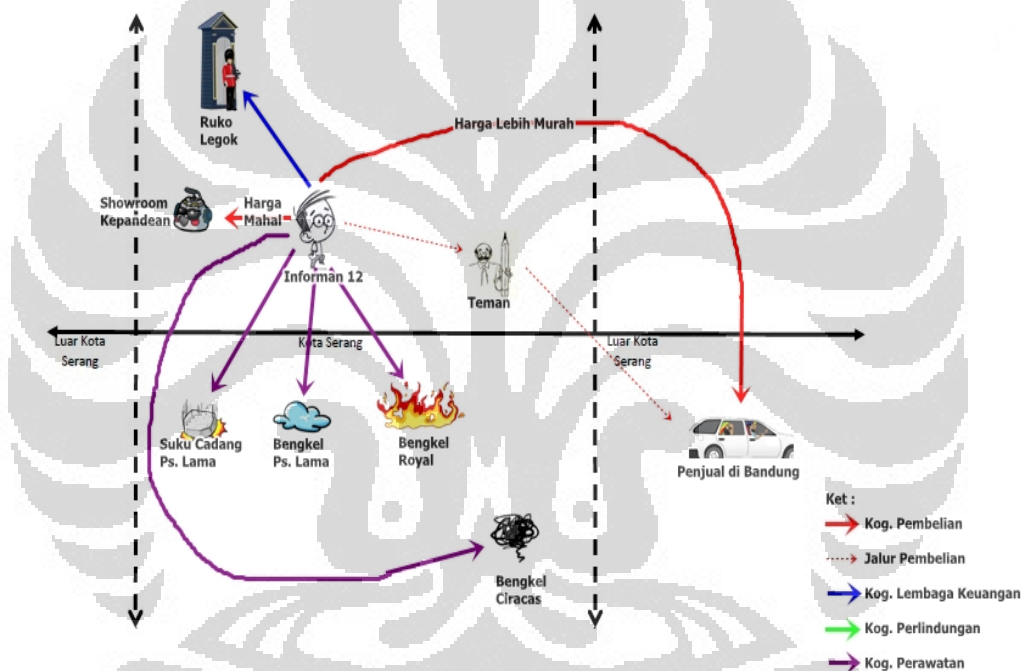 Ruko
Legok
Harga Lebih Murah
Showroom
Kepandean
Harga
Mahal
Informan 12
Teman
Luar Kota
Serang
Kota Serang
Luar Kota
Serang
Suku Cadang
Ps. Lama
Bengkel
Ps. Lama
Bengkel
Royal
Penjual di Bandung
Bengkel
Ciracas
Ket :
Kog. Pembelian
Jalur Pembelian
Kog. Lembaga Keuangan
Kog. Perlindungan
Kog. Perawatan